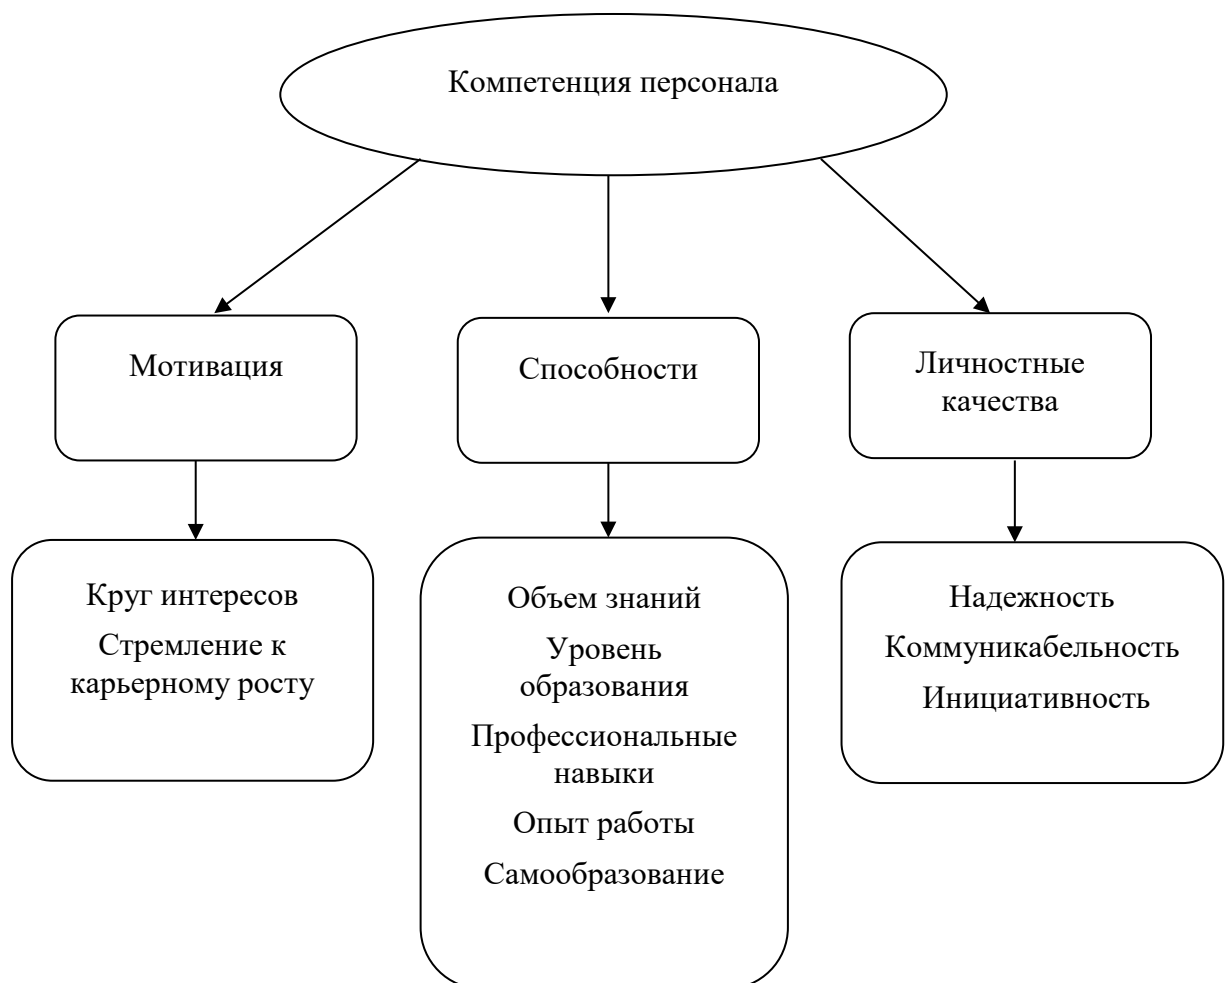 Компетенция персонала
Мотивация
Способности
Личностные
качества
Круг интересов
Стремление к
карьерному росту
Объем знаний
Уровень
образования
Профессиональные
навыки
Опыт работы
Самообразование
Надежность
Коммуникабельность
Инициативность